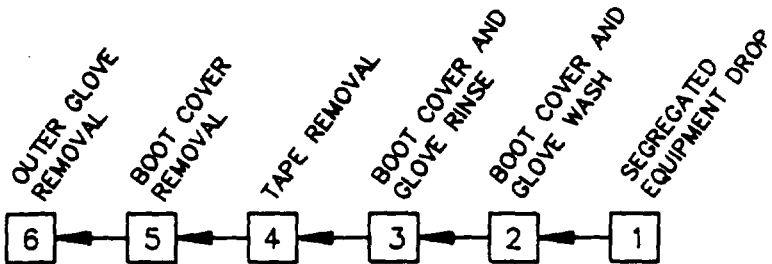 OUTER GLOVE
REMOVAL
BOOT COVER
REMOVAL
TAPE REMOVAL
BOOT COVER AND
GLOVE RINSE
BOOT COVER AND
GLOVE WASH
SEGREGATED
EQUIPMENT DROP
6
5
4
3
2
1